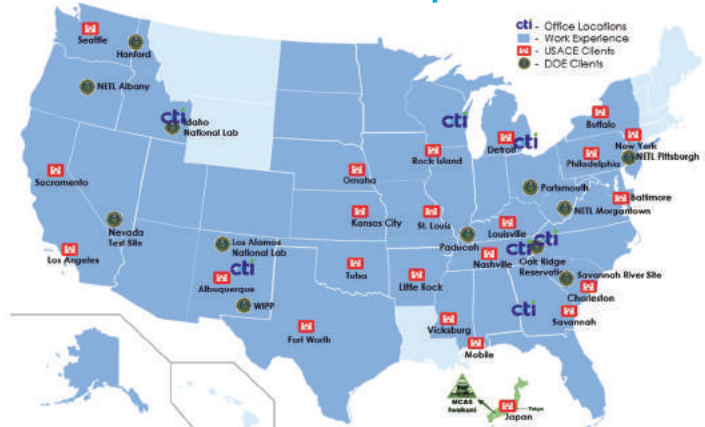 cti - Office Locations
- Work Experience
- USACE Clients
- DOE Clients
Seattle
Hanford
NETL Albany
cti
Idaho
National Lab
cti
Rock Island
Detroit
cti
Buffalo
New York
NETL Pittsburgh
Philadelphia
Sacramento
Omaha
Portsmouth
Baltimore
NETL Morgantown
Kansas City
St. Louis
Louisville
Paducah
Nevada
Test Site
Los Alamos
National Lab
Los Angeles
cti
Albuquerque
WIPP
Tulsa
Little Rock
Nashville
cti
cti
Oak Ridge
Reservatio
Savannah River Site
Charleston
cti
Savannah
Fort Worth
Vicksburg
Mobile
MCAS
Iwakuni
Tokyo
Japan